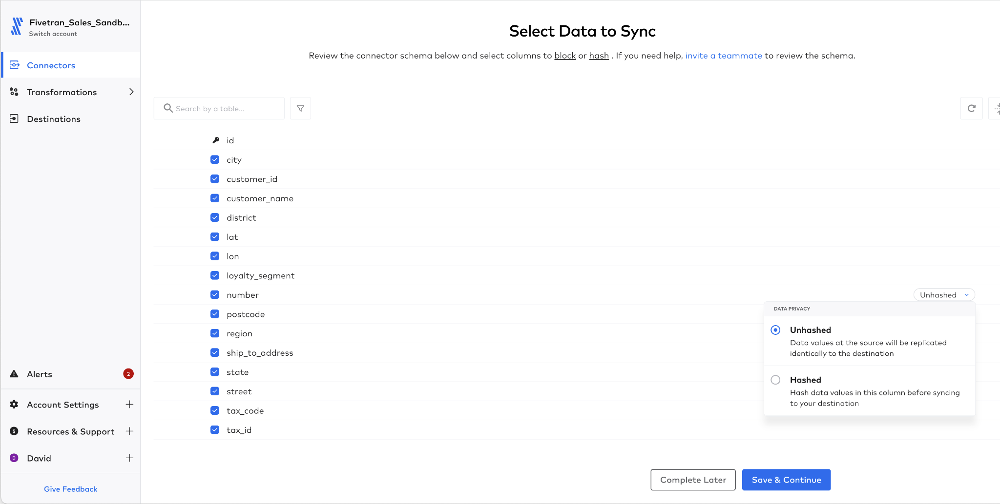 Fivetran_Sales_Sandb...
Switch account
Connectors
Transformations
Destinations
Alerts
2
Account Settings
Resources & Support
D
David
Give Feedback
Select Data to Sync
Review the connector schema below and select columns to block or hash . If you need help, invite a teammate to review the schema.
Search by a table...
id
city
customer_id
customer_name
district
lat
lon
loyalty_segment
number
Unhashed
postcode
region
ship_to_address
state
street
tax_code
tax_id
DATA PRIVACY
Unhashed
Data values at the source will be replicated
identically to the destination
Hashed
Hash data values in this column before syncing
to your destination
Complete Later
Save & Continue